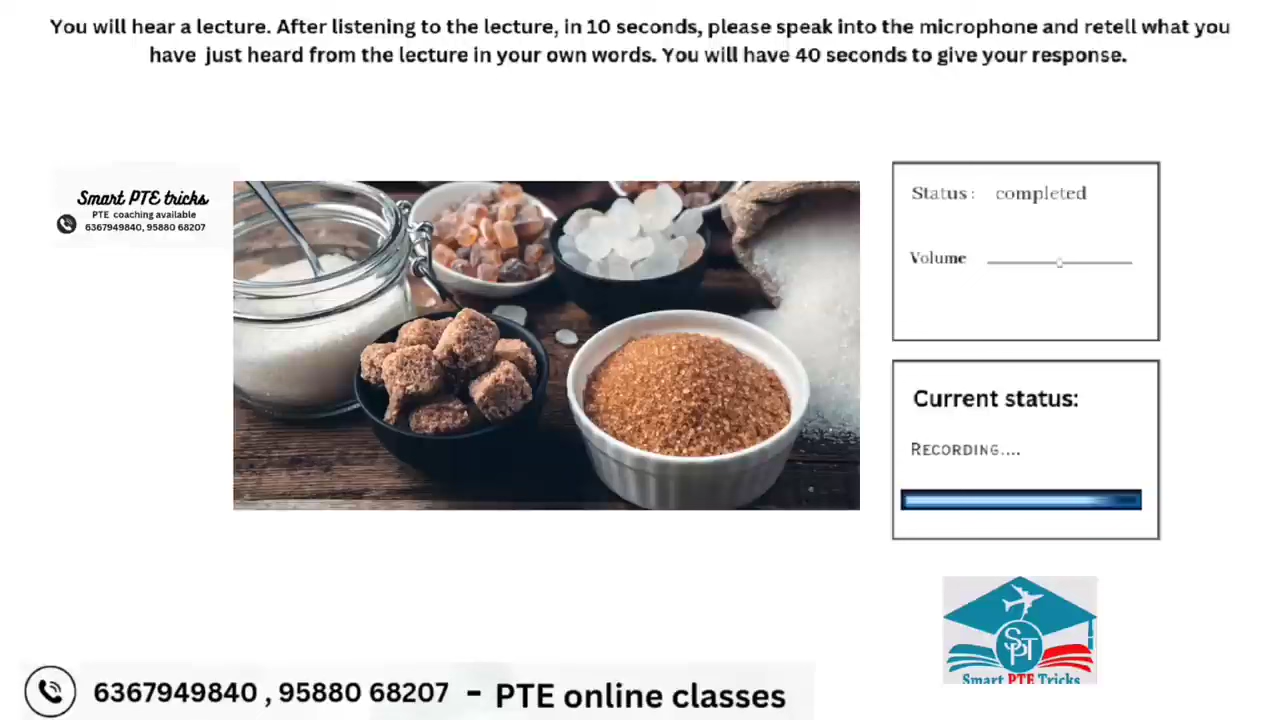 You will hear a lecture. After listening to the lecture, in 10 seconds, please speak into the microphone and retell what you
have just heard from the lecture in your own words. You will have 40 seconds to give your response.
Smart PTE tricks
PTE coaching available
6367949840, 95880 68207
Status : completed
Volume
Current status:
RECORDING....
SPT
Smart PTE Tricks
6367949840 , 95880 68207 - PTE online classes